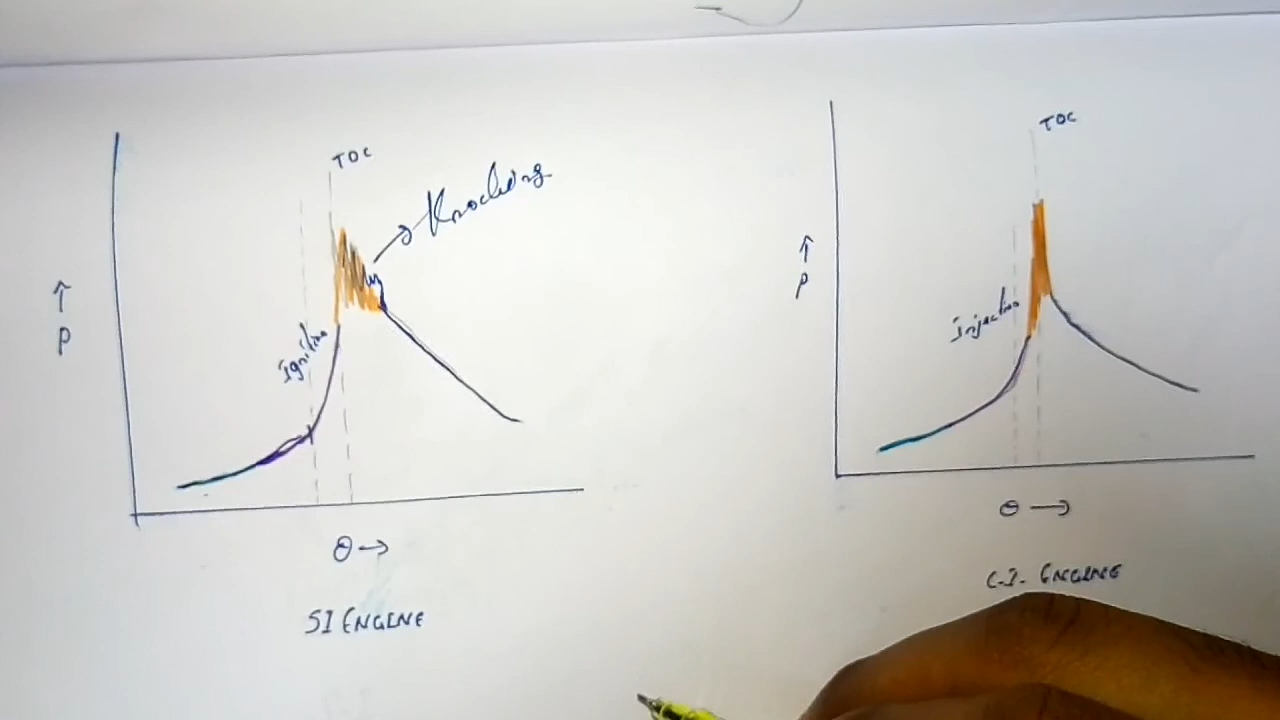 TDC
Knocking
↑
P
Ignition
θ →
SI ENGINE
TDC
↑
P
Injection
θ →
C.I. ENGINE